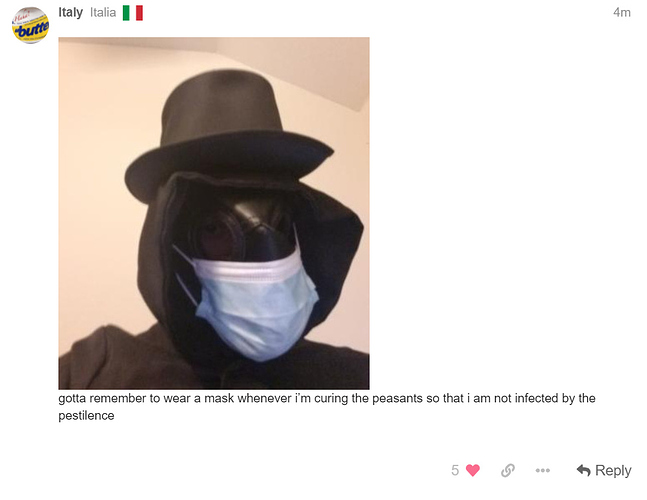 butte
Italy Italia 4m
gotta remember to wear a mask whenever i'm curing the peasants so that i am not infected by the
pestilence
5 Reply